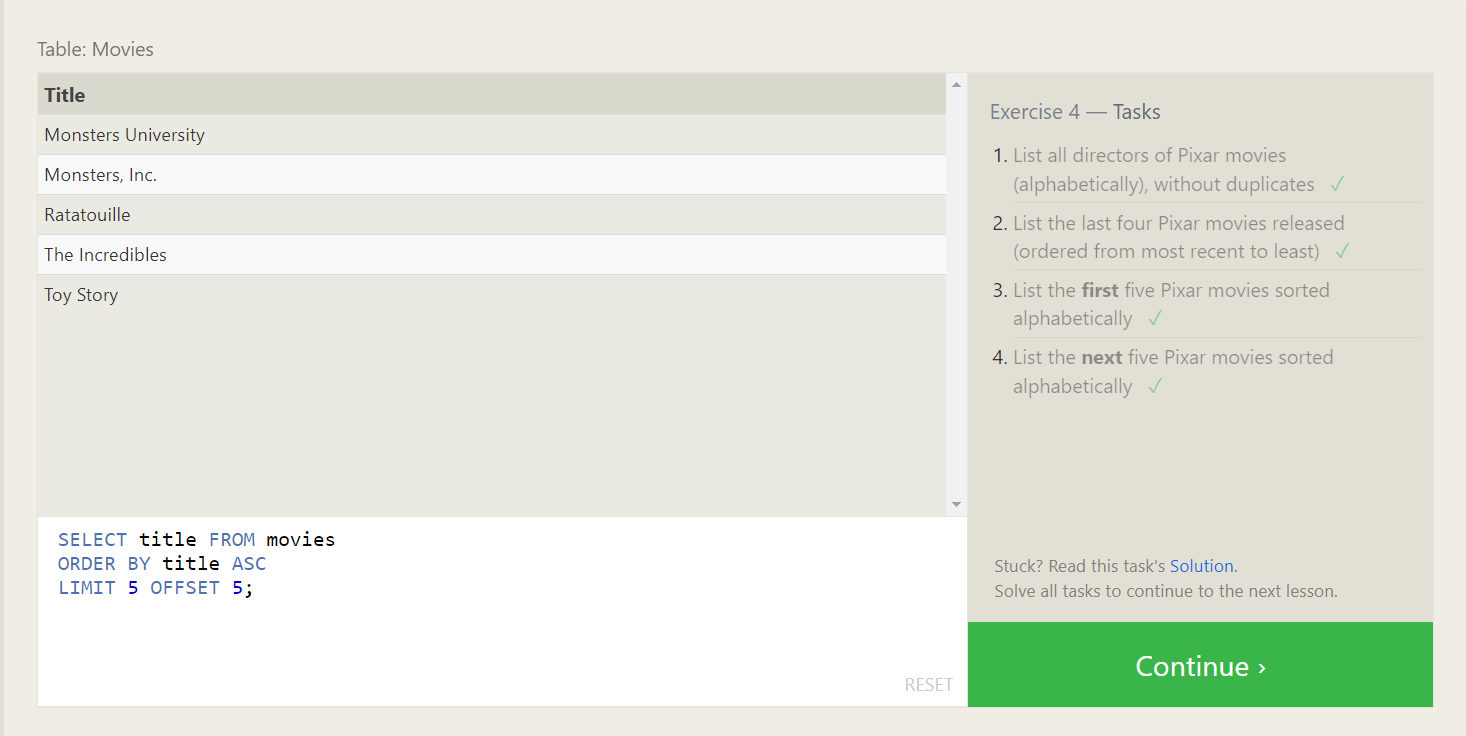 Table: Movies
Title
Monsters University
Monsters, Inc.
Ratatouille
The Incredibles
Toy Story
SELECT title FROM movies
ORDER BY title ASC
LIMIT 5 OFFSET 5;
RESET
Exercise 4 — Tasks
1. List all directors of Pixar movies
(alphabetically), without duplicates ✓
2. List the last four Pixar movies released
(ordered from most recent to least) ✓
3. List the first five Pixar movies sorted
alphabetically ✓
4. List the next five Pixar movies sorted
alphabetically ✓
Stuck? Read this task's Solution.
Solve all tasks to continue to the next lesson.
Continue ›